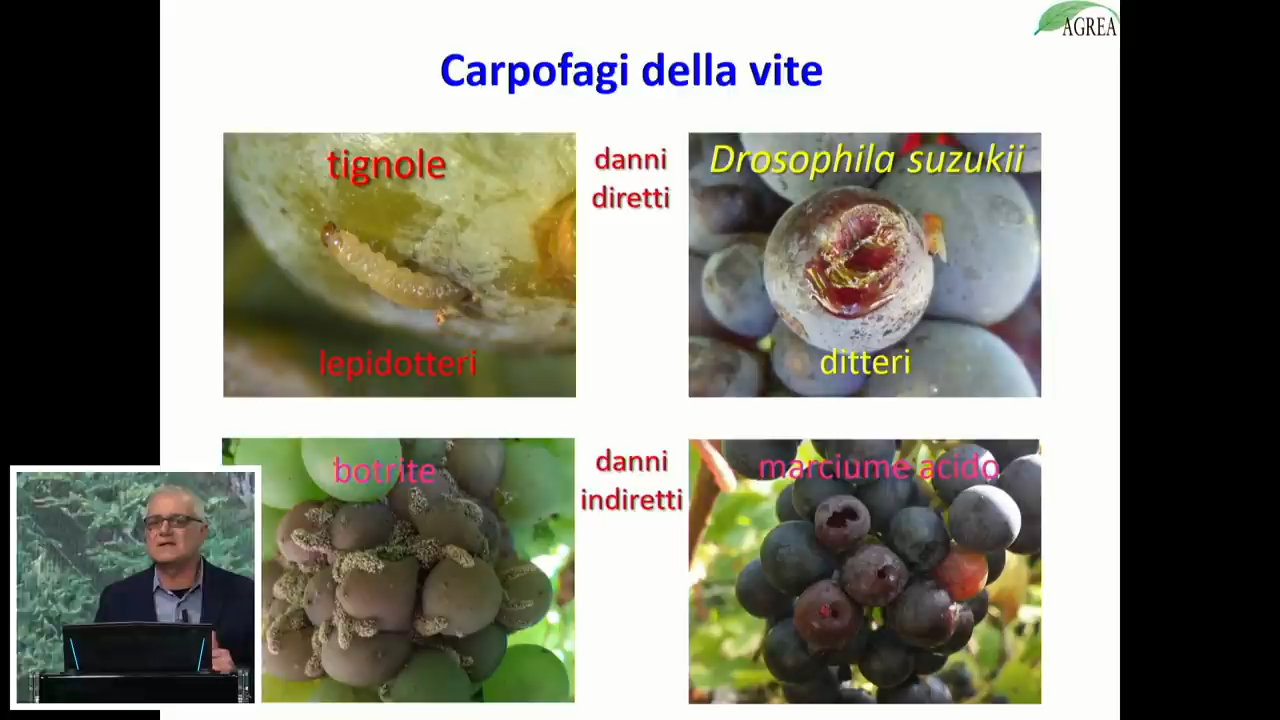 AGREA
Carpofagi della vite
tignole
danni
diretti
Drosophila suzukii
lepidotteri
ditteri
botrite
danni
indiretti
marciume acido